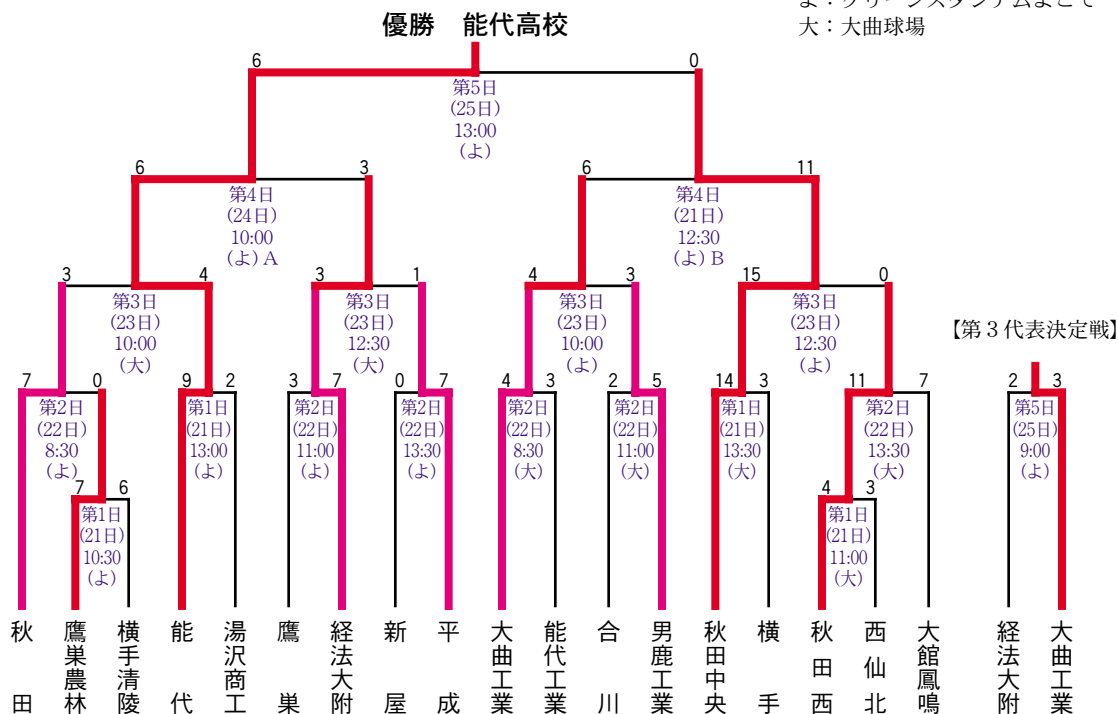 大：大曲球場
優勝　能代高校
6
0
第5日
(25日)
13:00
(よ)
6
3
6
11
第4日
(24日)
10:00
(よ) A
第4日
(21日)
12:30
(よ) B
3
4
3
1
4
3
15
0
第3日
(23日)
10:00
(大)
第3日
(23日)
12:30
(大)
第3日
(23日)
10:00
(よ)
第3日
(23日)
12:30
(よ)
【第3代表決定戦】
7
0
9
2
3
7
0
7
4
3
2
5
14
3
11
7
2
3
第2日
(22日)
8:30
(よ)
第1日
(21日)
13:00
(よ)
第2日
(22日)
11:00
(よ)
第2日
(22日)
13:30
(よ)
第2日
(22日)
8:30
(大)
第2日
(22日)
11:00
(大)
第1日
(21日)
13:30
(大)
第2日
(22日)
13:30
(大)
第5日
(25日)
9:00
(よ)
7
6
4
3
第1日
(21日)
10:30
(よ)
第1日
(21日)
11:00
(大)
秋田
鷹巣農林
横手清陵
能代
湯沢商工
鷹巣
経法大附
新屋
平成
大曲工業
能代工業
合川
男鹿工業
秋田中央
横手
秋田西
西仙北
大館鳳鳴
経法大附
大曲工業